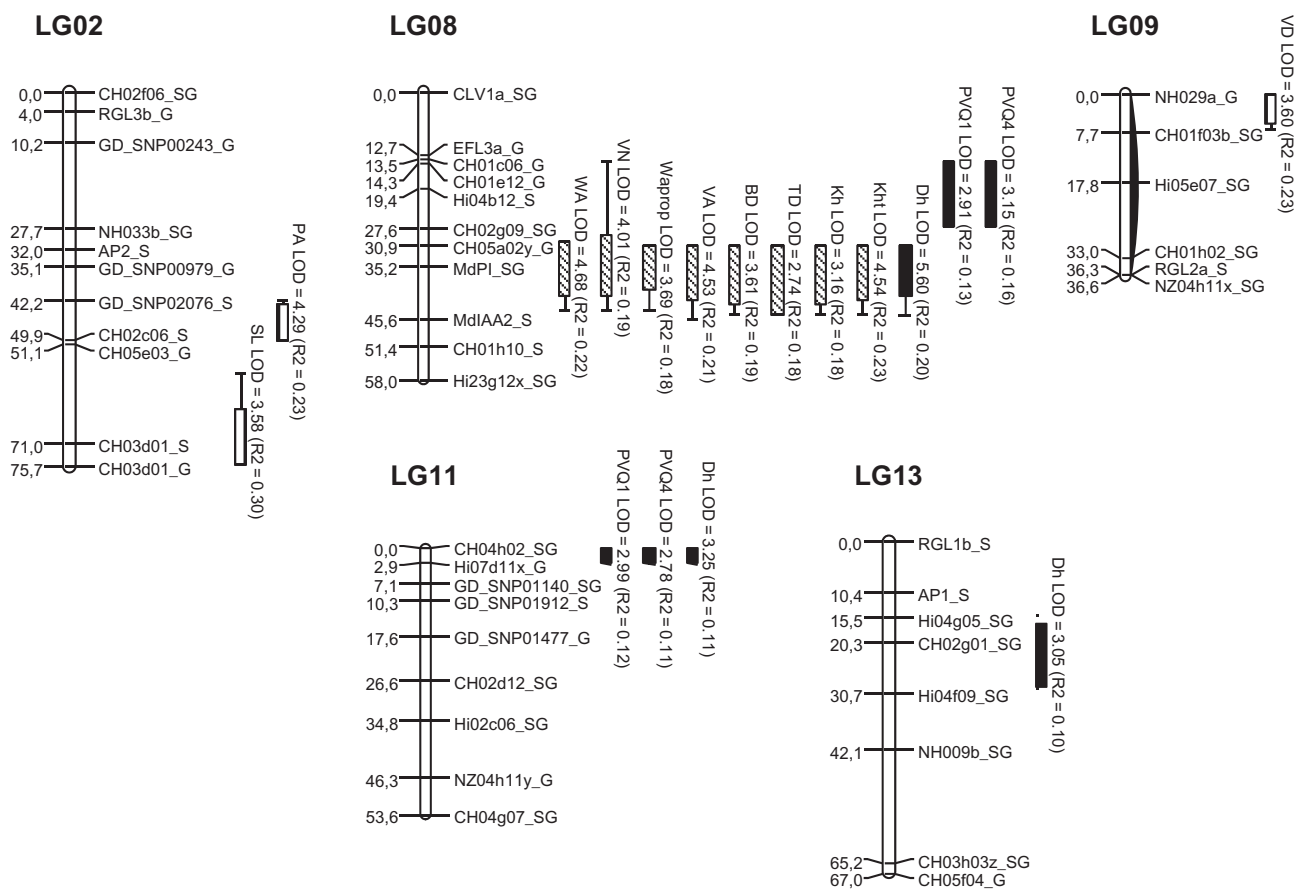 LG02
0,0 CH02f06_SG
4,0 RGL3b_G
10,2 GD_SNP00243_G
27,7 NH033b_SG
32,0 AP2_S
35,1 GD_SNP00979_G
42,2 GD_SNP02076_S
49,9 CH02c06_S
51,1 CH05e03_G
71,0 CH03d01_S
75,7 CH03d01_G
SL LOD = 3.58 (R2 = 0.30)
PA LOD = 4.29 (R2 = 0.23)
LG08
0,0 CLV1a_SG
12,7 EFL3a_G
13,5 CH01c06_G
14,3 CH01e12_G
19,4 Hi04b12_S
27,6 CH02g09_SG
30,9 CH05a02y_G
35,2 MdPI_SG
45,6 MdIAA2_S
51,4 CH01h10_S
58,0 Hi23g12x_SG
WA LOD = 4.68 (R2 = 0.22)
VN LOD = 4.01 (R2 = 0.19)
Waprop LOD = 3.69 (R2 = 0.18)
VA LOD = 4.53 (R2 = 0.21)
BD LOD = 3.61 (R2 = 0.19)
TD LOD = 2.74 (R2 = 0.18)
Kh LOD = 3.16 (R2 = 0.18)
Kht LOD = 4.54 (R2 = 0.23)
Dh LOD = 5.60 (R2 = 0.20)
PVQ1 LOD = 2.91 (R2 = 0.13)
PVQ4 LOD = 3.15 (R2 = 0.16)
LG09
0,0 NH029a_G
7,7 CH01f03b_SG
17,8 Hi05e07_SG
33,0 CH01h02_SG
36,3 RGL2a_S
36,6 NZ04h11x_SG
VD LOD = 3.60 (R2 = 0.23)
LG11
0,0 CH04h02_SG
2,9 Hi07d11x_G
7,1 GD_SNP01140_SG
10,3 GD_SNP01912_S
17,6 GD_SNP01477_G
26,6 CH02d12_SG
34,8 Hi02c06_SG
46,3 NZ04h11y_G
53,6 CH04g07_SG
PVQ1 LOD = 2.99 (R2 = 0.12)
PVQ4 LOD = 2.78 (R2 = 0.11)
Dh LOD = 3.25 (R2 = 0.11)
LG13
0,0 RGL1b_S
10,4 AP1_S
15,5 Hi04g05_SG
20,3 CH02g01_SG
30,7 Hi04f09_SG
42,1 NH009b_SG
65,2 CH03h03z_SG
67,0 CH05f04_G
Dh LOD = 3.05 (R2 = 0.10)